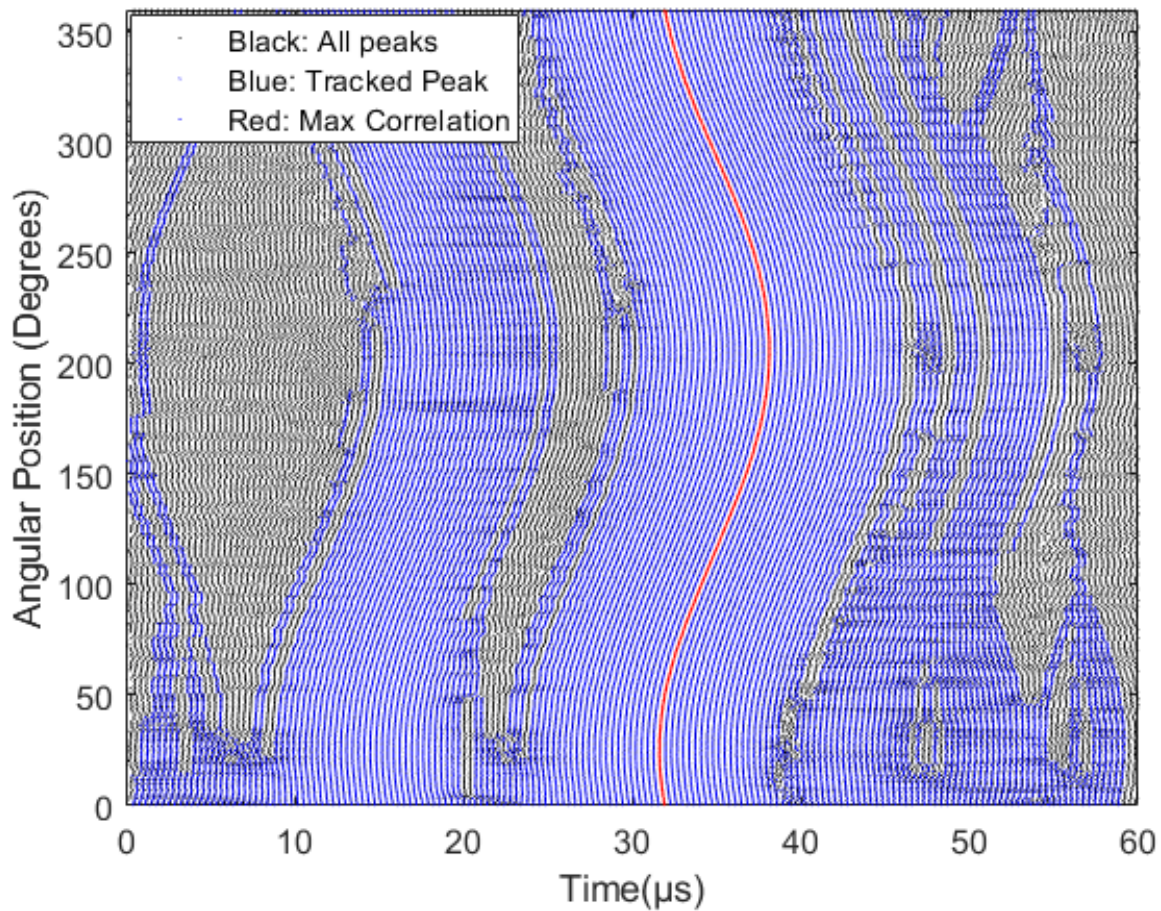 Black: All peaks
Blue: Tracked Peak
Red: Max Correlation
350
300
250
200
150
100
50
0
Angular Position (Degrees)
0 10 20 30 40 50 60
Time(µs)